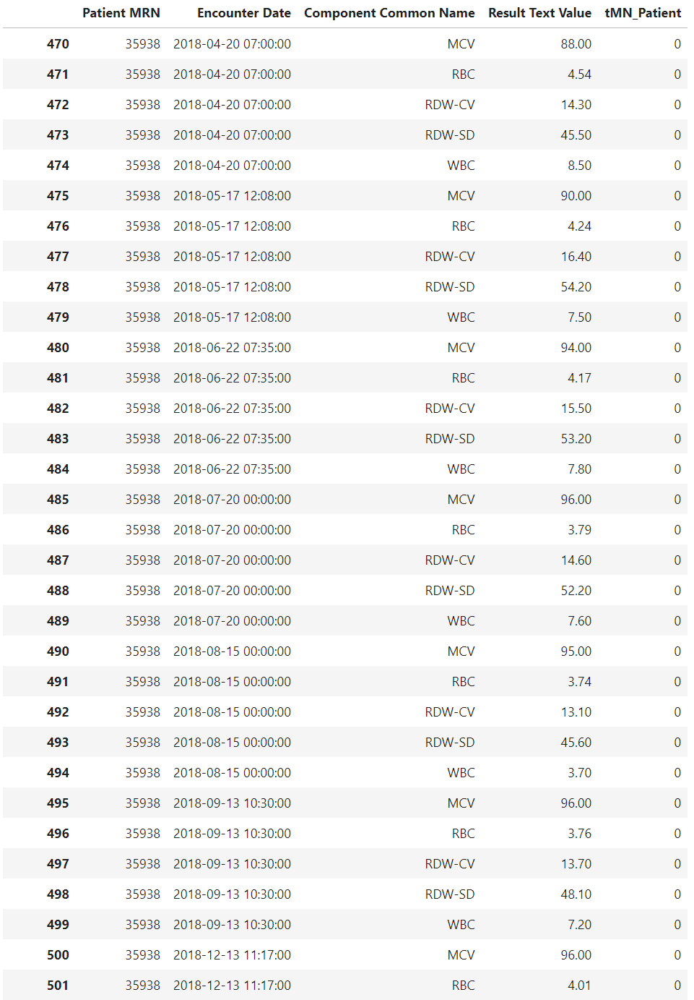 Patient MRN Encounter Date Component Common Name Result Text Value tMN_Patient
470 35938 2018-04-20 07:00:00 MCV 88.00 0
471 35938 2018-04-20 07:00:00 RBC 4.54 0
472 35938 2018-04-20 07:00:00 RDW-CV 14.30 0
473 35938 2018-04-20 07:00:00 RDW-SD 45.50 0
474 35938 2018-04-20 07:00:00 WBC 8.50 0
475 35938 2018-05-17 12:08:00 MCV 90.00 0
476 35938 2018-05-17 12:08:00 RBC 4.24 0
477 35938 2018-05-17 12:08:00 RDW-CV 16.40 0
478 35938 2018-05-17 12:08:00 RDW-SD 54.20 0
479 35938 2018-05-17 12:08:00 WBC 7.50 0
480 35938 2018-06-22 07:35:00 MCV 94.00 0
481 35938 2018-06-22 07:35:00 RBC 4.17 0
482 35938 2018-06-22 07:35:00 RDW-CV 15.50 0
483 35938 2018-06-22 07:35:00 RDW-SD 53.20 0
484 35938 2018-06-22 07:35:00 WBC 7.80 0
485 35938 2018-07-20 00:00:00 MCV 96.00 0
486 35938 2018-07-20 00:00:00 RBC 3.79 0
487 35938 2018-07-20 00:00:00 RDW-CV 14.60 0
488 35938 2018-07-20 00:00:00 RDW-SD 52.20 0
489 35938 2018-07-20 00:00:00 WBC 7.60 0
490 35938 2018-08-15 00:00:00 MCV 95.00 0
491 35938 2018-08-15 00:00:00 RBC 3.74 0
492 35938 2018-08-15 00:00:00 RDW-CV 13.10 0
493 35938 2018-08-15 00:00:00 RDW-SD 45.60 0
494 35938 2018-08-15 00:00:00 WBC 3.70 0
495 35938 2018-09-13 10:30:00 MCV 96.00 0
496 35938 2018-09-13 10:30:00 RBC 3.76 0
497 35938 2018-09-13 10:30:00 RDW-CV 13.70 0
498 35938 2018-09-13 10:30:00 RDW-SD 48.10 0
499 35938 2018-09-13 10:30:00 WBC 7.20 0
500 35938 2018-12-13 11:17:00 MCV 96.00 0
501 35938 2018-12-13 11:17:00 RBC 4.01 0